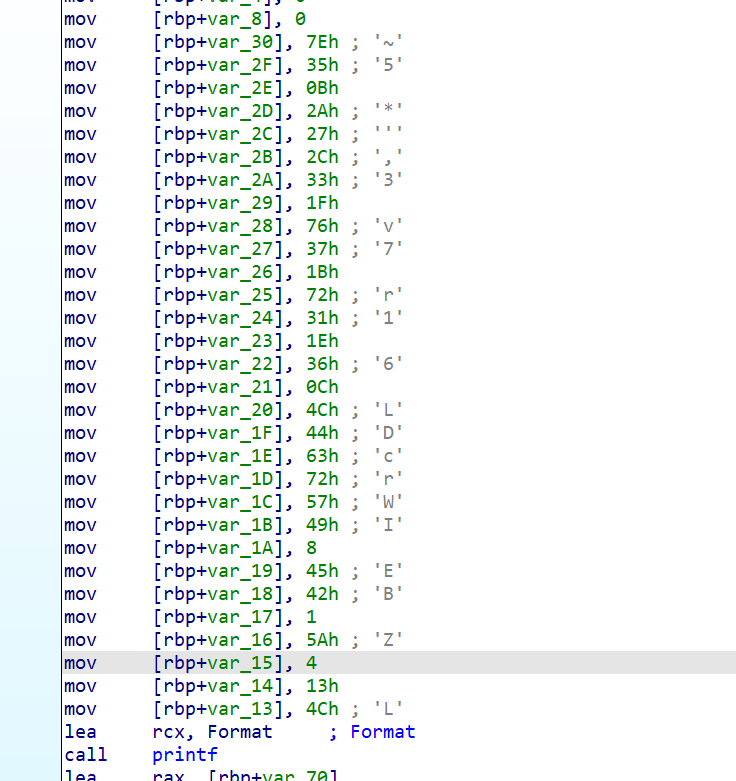 mov [rbp+var_8], 0
mov [rbp+var_30], 7Eh ; '~'
mov [rbp+var_2F], 35h ; '5'
mov [rbp+var_2E], 0Bh
mov [rbp+var_2D], 2Ah ; '*'
mov [rbp+var_2C], 27h ; '''
mov [rbp+var_2B], 2Ch ; ','
mov [rbp+var_2A], 33h ; '3'
mov [rbp+var_29], 1Fh
mov [rbp+var_28], 76h ; 'v'
mov [rbp+var_27], 37h ; '7'
mov [rbp+var_26], 1Bh
mov [rbp+var_25], 72h ; 'r'
mov [rbp+var_24], 31h ; '1'
mov [rbp+var_23], 1Eh
mov [rbp+var_22], 36h ; '6'
mov [rbp+var_21], 0Ch
mov [rbp+var_20], 4Ch ; 'L'
mov [rbp+var_1F], 44h ; 'D'
mov [rbp+var_1E], 63h ; 'c'
mov [rbp+var_1D], 72h ; 'r'
mov [rbp+var_1C], 57h ; 'W'
mov [rbp+var_1B], 49h ; 'I'
mov [rbp+var_1A], 8
mov [rbp+var_19], 45h ; 'E'
mov [rbp+var_18], 42h ; 'B'
mov [rbp+var_17], 1
mov [rbp+var_16], 5Ah ; 'Z'
mov [rbp+var_15], 4
mov [rbp+var_14], 13h
mov [rbp+var_13], 4Ch ; 'L'
lea rcx, Format ; Format
call printf
lea rax, [rbp+var_70]